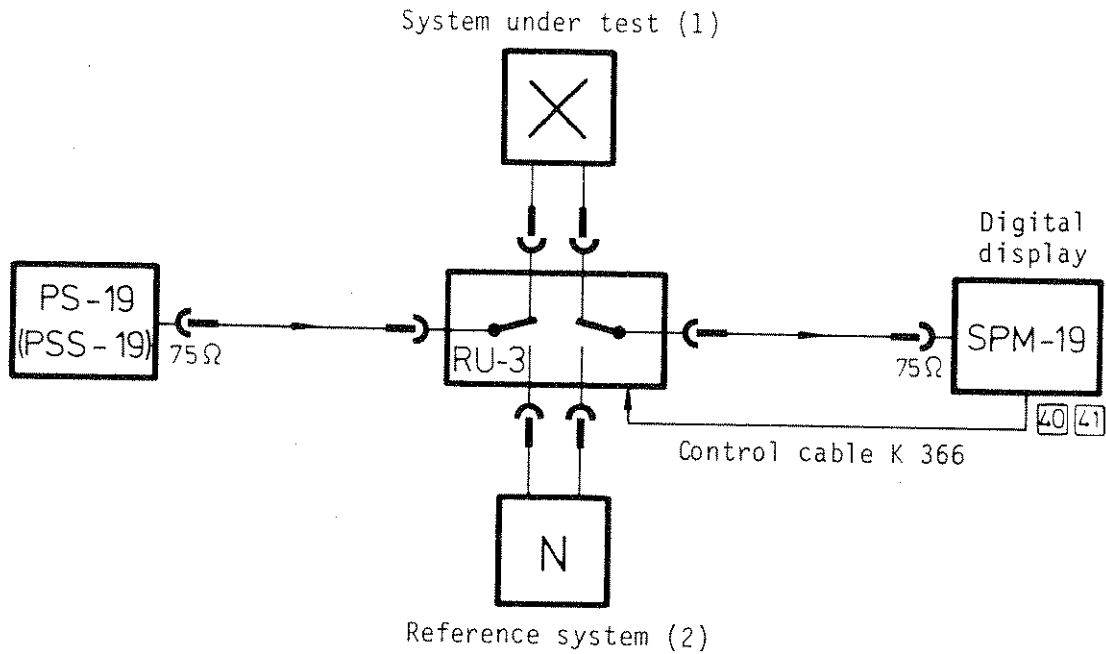 System under test (1)
X
Digital
display
PS-19
(PSS-19)
75Ω
RU-3
75Ω
SPM-19
40 41
Control cable K 366
N
Reference system (2)